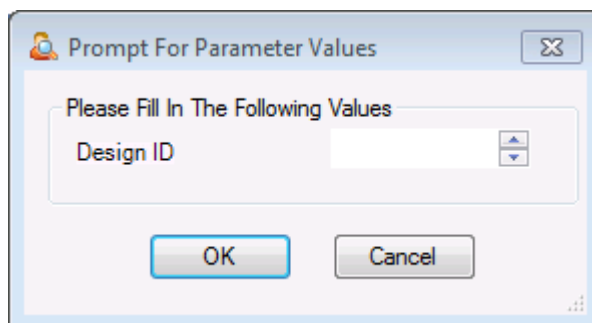 Prompt For Parameter Values
Please Fill In The Following Values
Design ID
OK Cancel